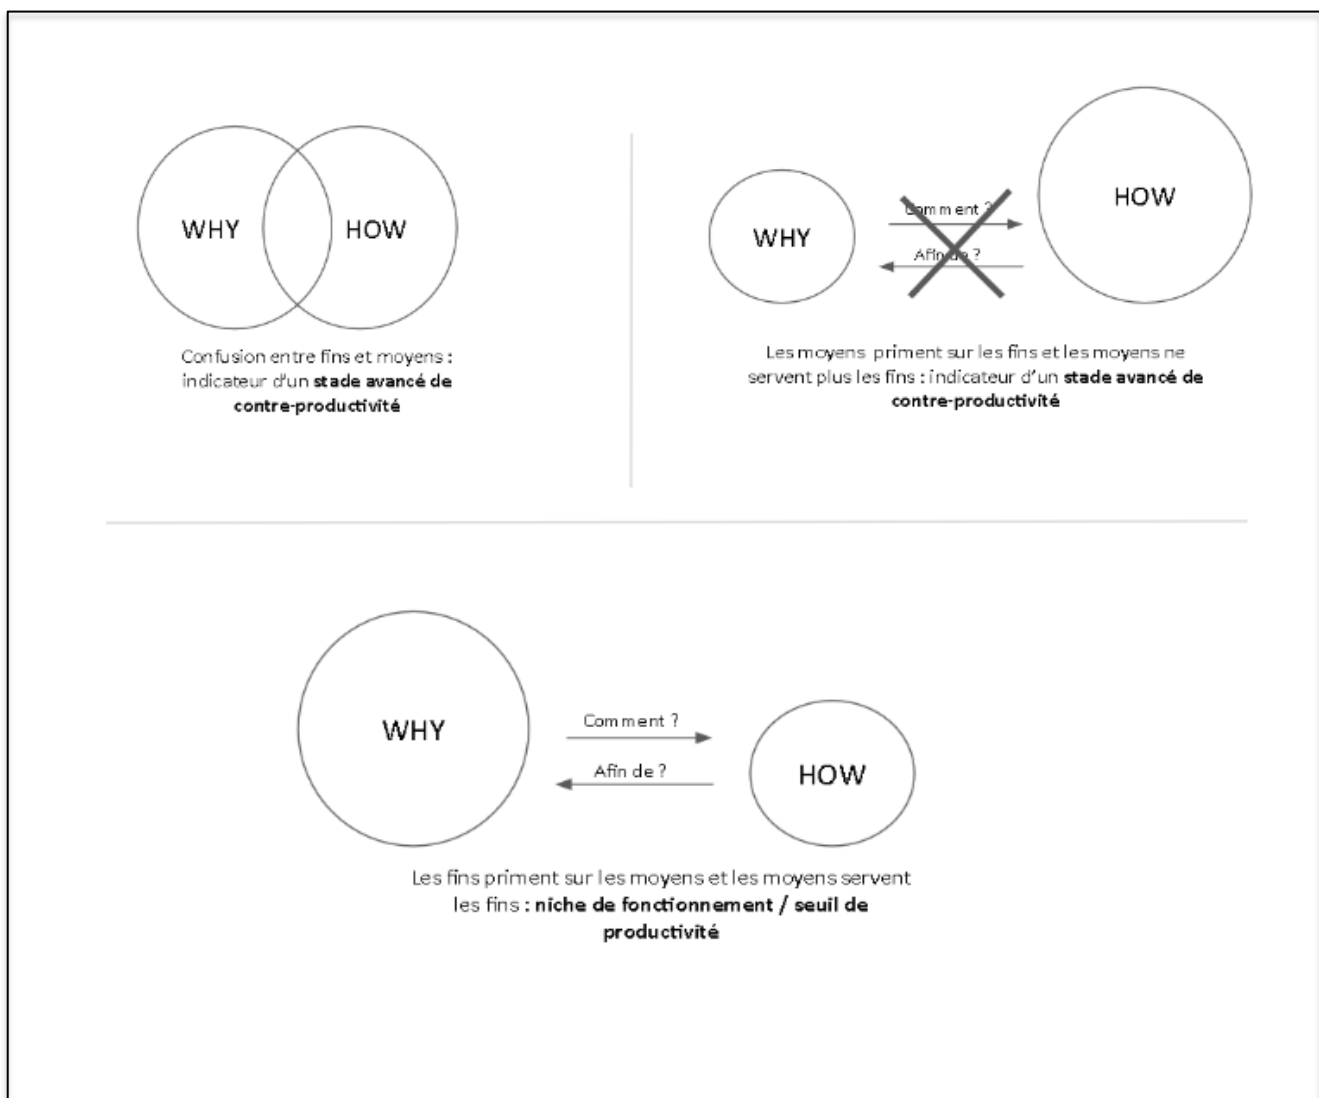 WHY
HOW
Confusion entre fins et moyens :
indicateur d'un stade avancé de
contre-productivité
WHY
Comment ?
Afin de ?
HOW
Les moyens priment sur les fins et les moyens ne
servent plus les fins : indicateur d'un stade avancé de
contre-productivité
WHY
Comment ?
Afin de ?
HOW
Les fins priment sur les moyens et les moyens servent
les fins : niche de fonctionnement / seuil de
productivité